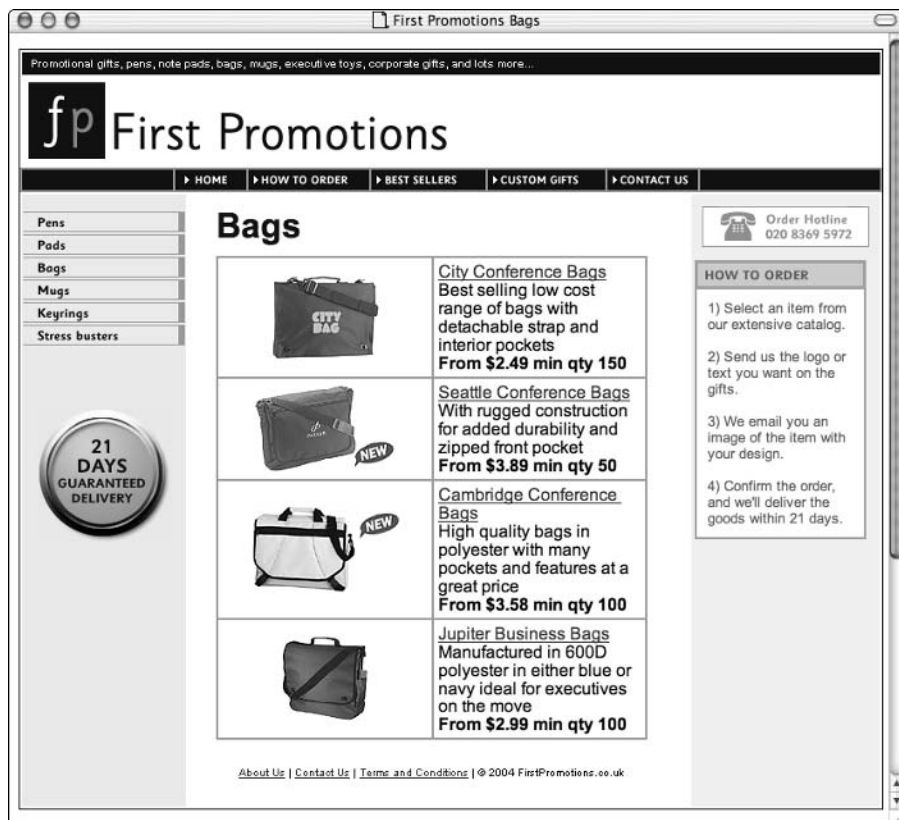 First Promotions Bags
Promotional gifts, pens, note pads, bags, mugs, executive toys, corporate gifts, and lots more...
fp First Promotions
HOME HOW TO ORDER BEST SELLERS CUSTOM GIFTS CONTACT US
Pens
Pads
Bags
Mugs
Keyrings
Stress busters
21
DAYS
GUARANTEED
DELIVERY
Bags
CITY
BAG
City Conference Bags
Best selling low cost
range of bags with
detachable strap and
interior pockets
From $2.49 min qty 150
NEW
Seattle Conference Bags
With rugged construction
for added durability and
zipped front pocket
From $3.89 min qty 50
NEW
Cambridge Conference
Bags
High quality bags in
polyester with many
pockets and features at a
great price
From $3.58 min qty 100
Jupiter Business Bags
Manufactured in 600D
polyester in either blue or
navy ideal for executives
on the move
From $2.99 min qty 100
Order Hotline
020 8369 5972
HOW TO ORDER
1) Select an item from
our extensive catalog.
2) Send us the logo or
text you want on the
gifts.
3) We email you an
image of the item with
your design.
4) Confirm the order,
and we'll deliver the
goods within 21 days.
About Us | Contact Us | Terms and Conditions | © 2004 FirstPromotions.co.uk